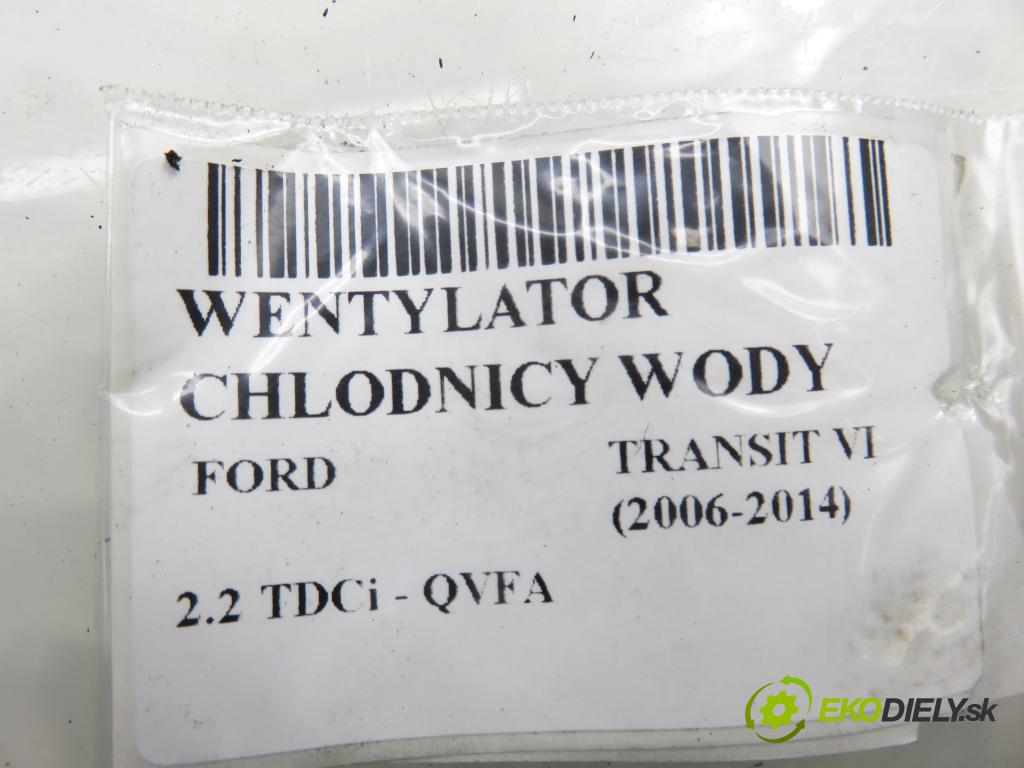 WENTYLATOR
CHLODNICY WODY
FORD
TRANSIT VI
(2006-2014)
2.2 TDCi - QVFA
EKODIELY.sk